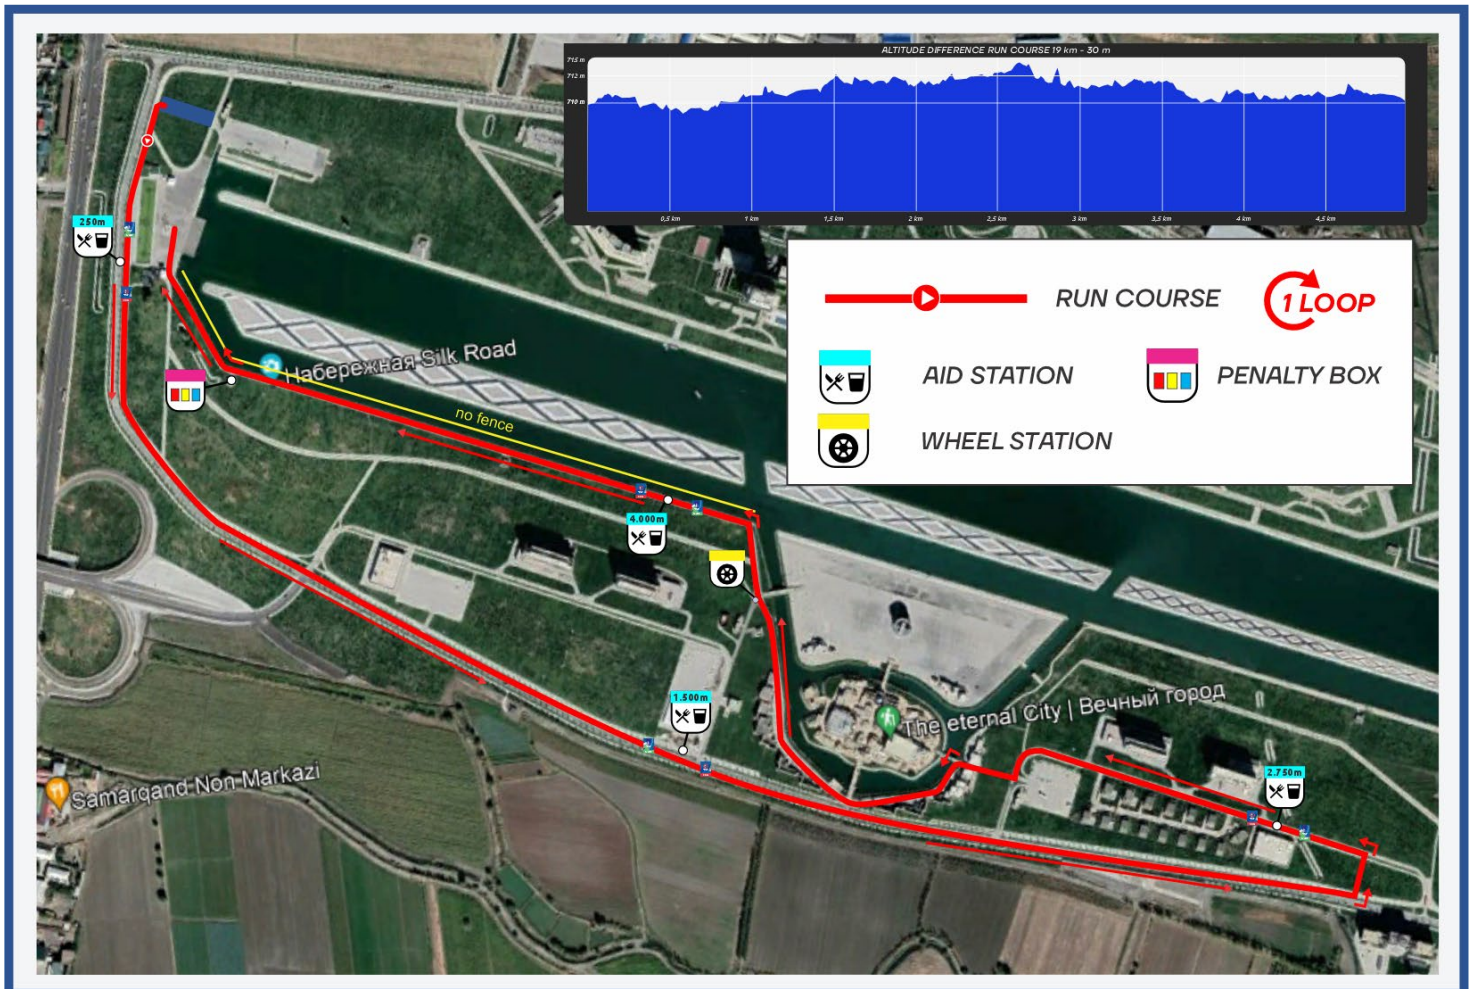 ALTITUDE DIFFERENCE RUN COURSE 19 km - 30 m
715 m
712 m
710 m
0,5 km 1 km 1,5 km 2 km 2,5 km 3 km 3,5 km 4 km 4,5 km
RUN COURSE 1 LOOP
AID STATION PENALTY BOX
WHEEL STATION
250m
Набережная Silk Road
no fence
4.000m
1.500m
The eternal City | Вечный город
2.750m
Samarqand Non Markazi